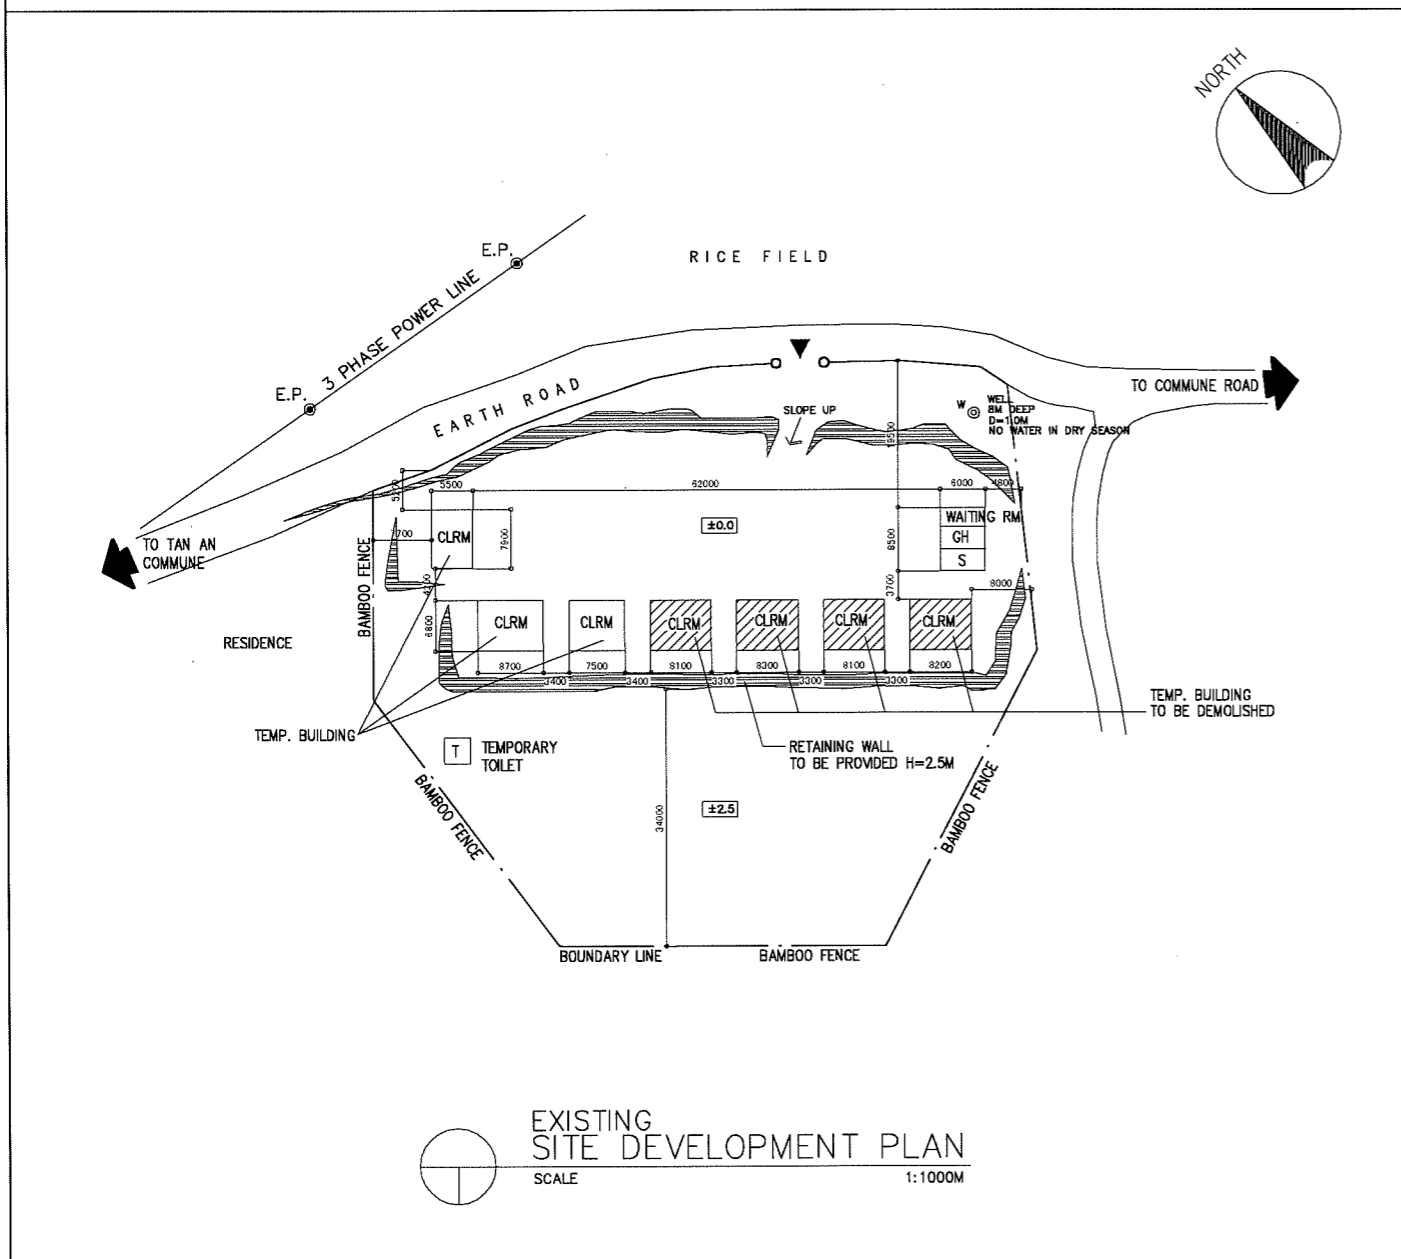 NORTH
E.P.
RICE FIELD
3 PHASE POWER LINE
E.P.
EARTH ROAD
TO COMMUNE ROAD
SLOPE UP
W
WELL
8M DEEP
D=1.0M
NO WATER IN DRY SEASON
19500
5500
62000
6000
4800
±0.0
WAITING RM
CLRM
7900
8500
GH
S
TO TAN AN
COMMUNE
BAMBOO FENCE
3700
8000
6800
CLRM
CLRM
CLRM
CLRM
CLRM
CLRM
RESIDENCE
8700
7500
8100
8300
8100
8200
3400
3400
3300
3300
3300
TEMP. BUILDING
TO BE DEMOLISHED
TEMP. BUILDING
T
TEMPORARY
TOILET
RETAINING WALL
TO BE PROVIDED H=2.5M
BAMBOO FENCE
34000
±2.5
BAMBOO FENCE
BOUNDARY LINE
BAMBOO FENCE
EXISTING
SITE DEVELOPMENT PLAN
SCALE
1:1000M